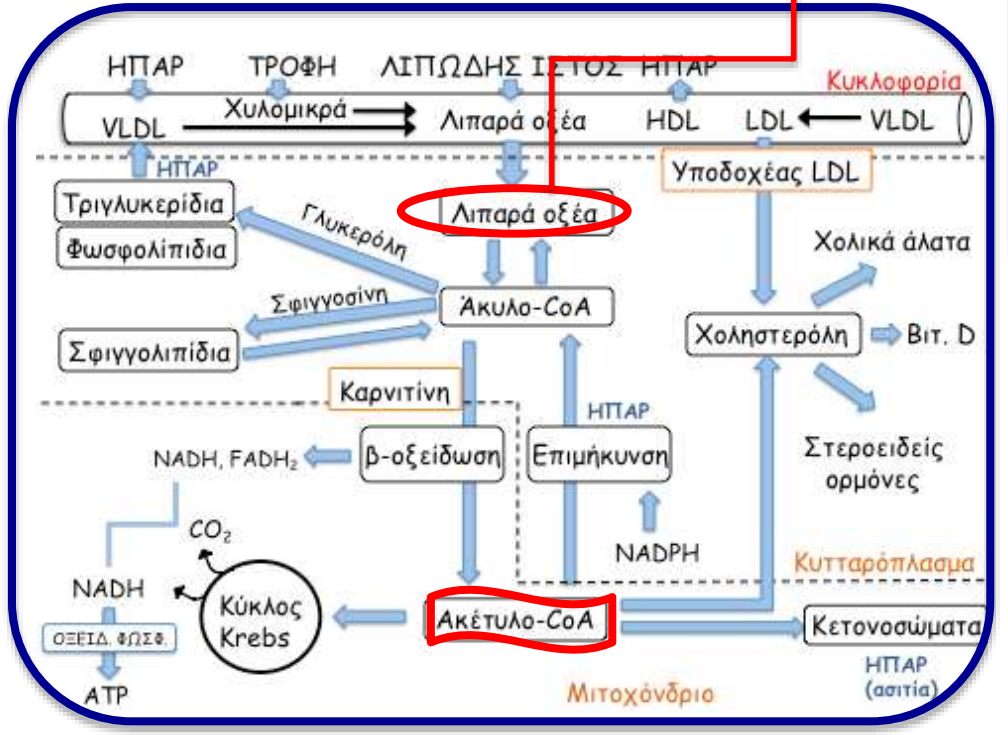 ΗΠΑΡ ΤΡΟΦΗ ΛΙΠΩΔΗΣ ΙΣΤΟΣ ΗΠΑΡ
Κυκλοφορία
Χυλομικρά
VLDL Λιπαρά οξέα HDL LDL VLDL
ΗΠΑΡ
Υποδοχέας LDL
Τριγλυκερίδια
Λιπαρά οξέα
Γλυκερόλη
Φωσφολίπιδια
Χολικά άλατα
Σφιγγοσίνη
Άκυλο-CoA
Σφιγγολιπίδια
Χοληστερόλη
Βιτ. D
Καρνιτίνη
ΗΠΑΡ
NADH, FADH₂
β-οξείδωση
Επιμήκυνση
Στεροειδείς
ορμόνες
CO₂
NADPH
Κυτταρόπλασμα
NADH
Κύκλος
Krebs
Ακέτυλο-CoA
Κετονοσώματα
ΟΞΕΙΔ. ΦΩΣΦ.
ΗΠΑΡ
(ασιτία)
ATP
Μιτοχόνδριο